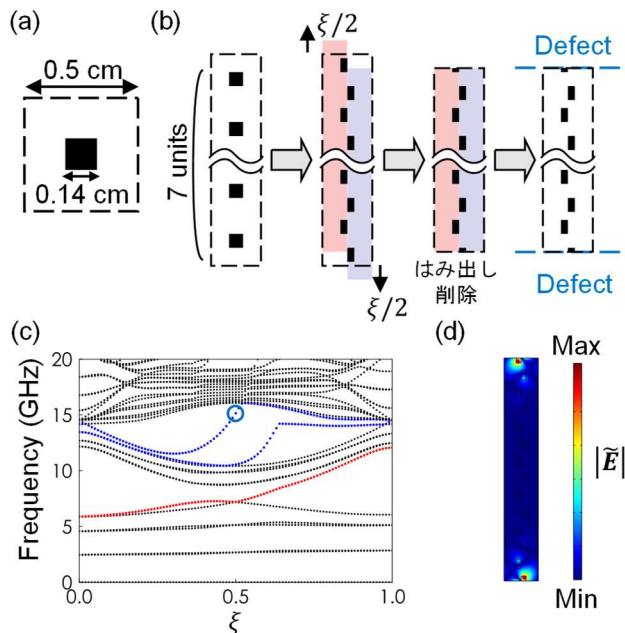 (a)
0.5 cm
0.14 cm
(b)
7 units
ξ/2
ξ/2
はみ出し
削除
Defect
Defect
(c)
Frequency (GHz)
20
15
10
5
0
0.0
0.5
1.0
ξ
(d)
Max
|Ẽ|
Min